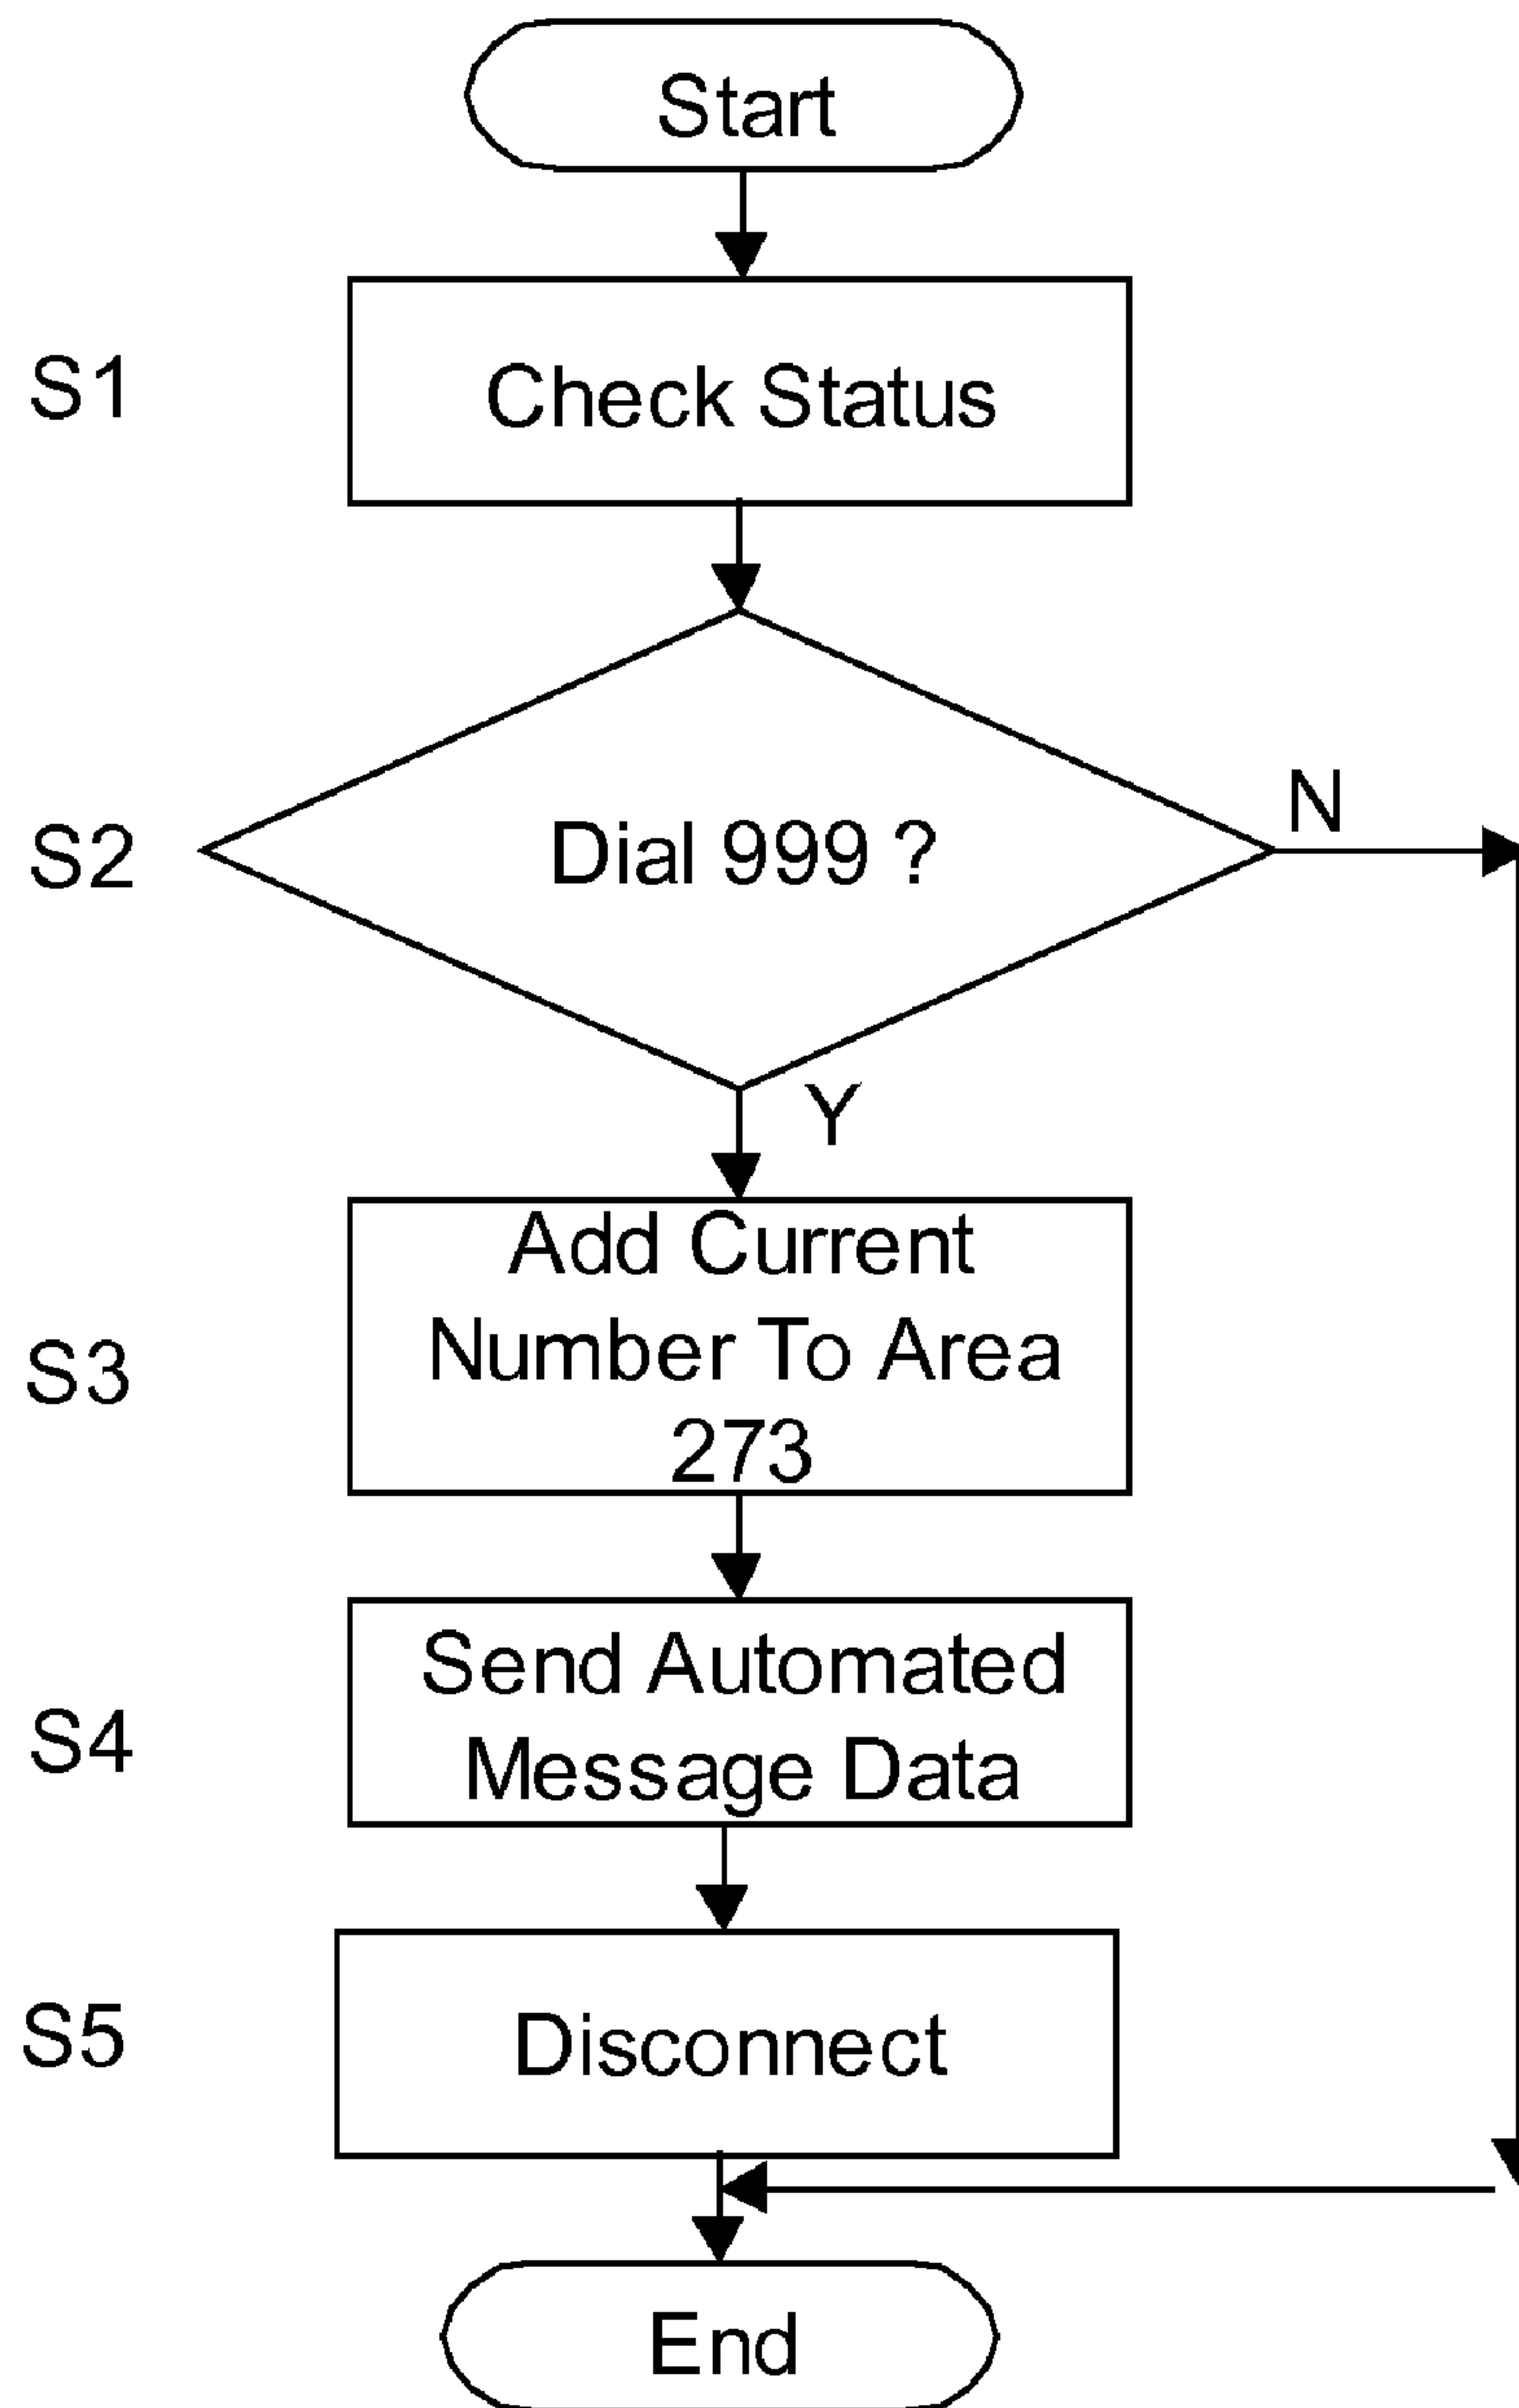 Start
S1
Check Status
S2
Dial 999 ?
N
Y
S3
Add Current
Number To Area
273
S4
Send Automated
Message Data
S5
Disconnect
End